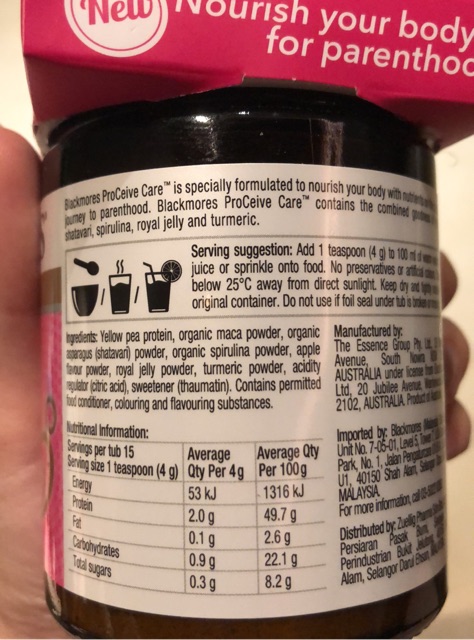 New
Nourish your body
for parenthoo
Blackmores ProCeive Care™ is specially formulated to nourish your body with
journey to parenthood. Blackmores ProCeive Care™ contains the combined
shatavari, spirulina, royal jelly and turmeric.
Serving suggestion: Add 1 teaspoon (4 g) to 100 ml of
juice or sprinkle onto food. No preservatives or artificial
below 25°C away from direct sunlight. Keep dry and tightly
original container. Do not use if foil seal under tub is broken
Ingredients: Yellow pea protein, organic maca powder, organic
asparagus (shatavari) powder, organic spirulina powder, apple
flavour powder, royal jelly powder, turmeric powder, acidity
regulator (citric acid), sweetener (thaumatin). Contains permitted
food conditioner, colouring and flavouring substances.
Manufactured by:
The Essence Group Pty. Ltd,
Avenue, South Nowra
AUSTRALIA under license from
Ltd, 20 Jubilee Avenue,
2102, AUSTRALIA. Product of
Nutritional Information:
Servings per tub 15
Serving size 1 teaspoon (4 g) Average Qty Per 4g Average Qty Per 100g
Energy 53 kJ 1316 kJ
Protein 2.0 g 49.7 g
Fat 0.1 g 2.6 g
Carbohydrates 0.9 g 22.1 g
Total sugars 0.3 g 8.2 g
Imported by: Blackmores
Unit No. 7-05-01, Level 5,
Park, No. 1, Jalan
U1, 40150 Shah Alam, Selangor
MALAYSIA.
For more information, call
Distributed by: Zuellig Pharma
Persiaran Pasak Bumi,
Perindustrian Bukit
Alam, Selangor Darul Ehsan,